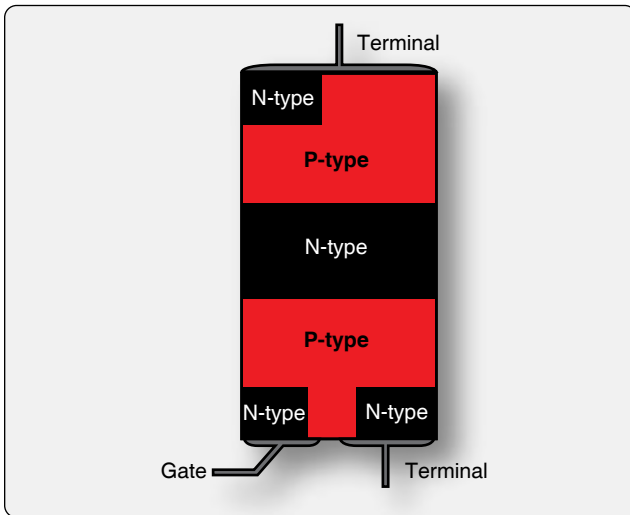 Terminal
N-type
P-type
N-type
P-type
N-type N-type
Gate Terminal